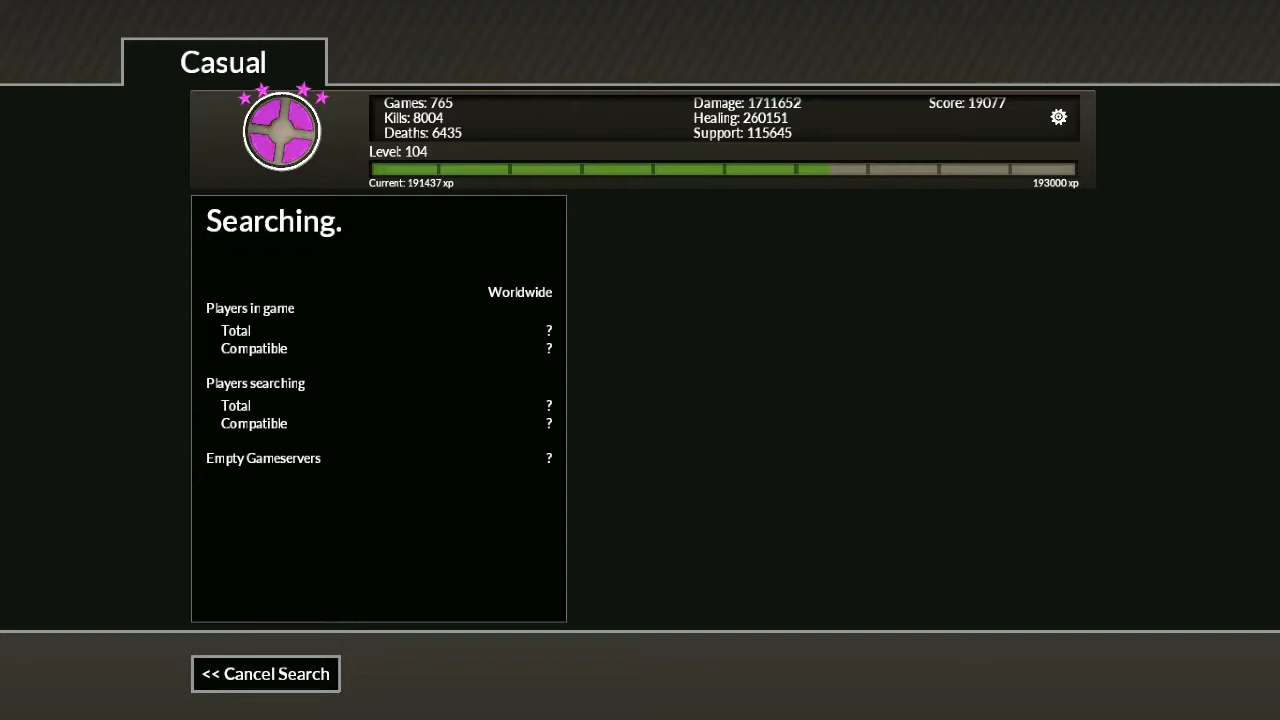 Casual
Games: 765
Kills: 8004
Deaths: 6435
Damage: 1711652
Healing: 260151
Support: 115645
Score: 19077
Level: 104
Current: 191437 xp
193000 xp
Searching.
Worldwide
Players in game
Total ?
Compatible ?
Players searching
Total ?
Compatible ?
Empty Gameservers ?
<< Cancel Search